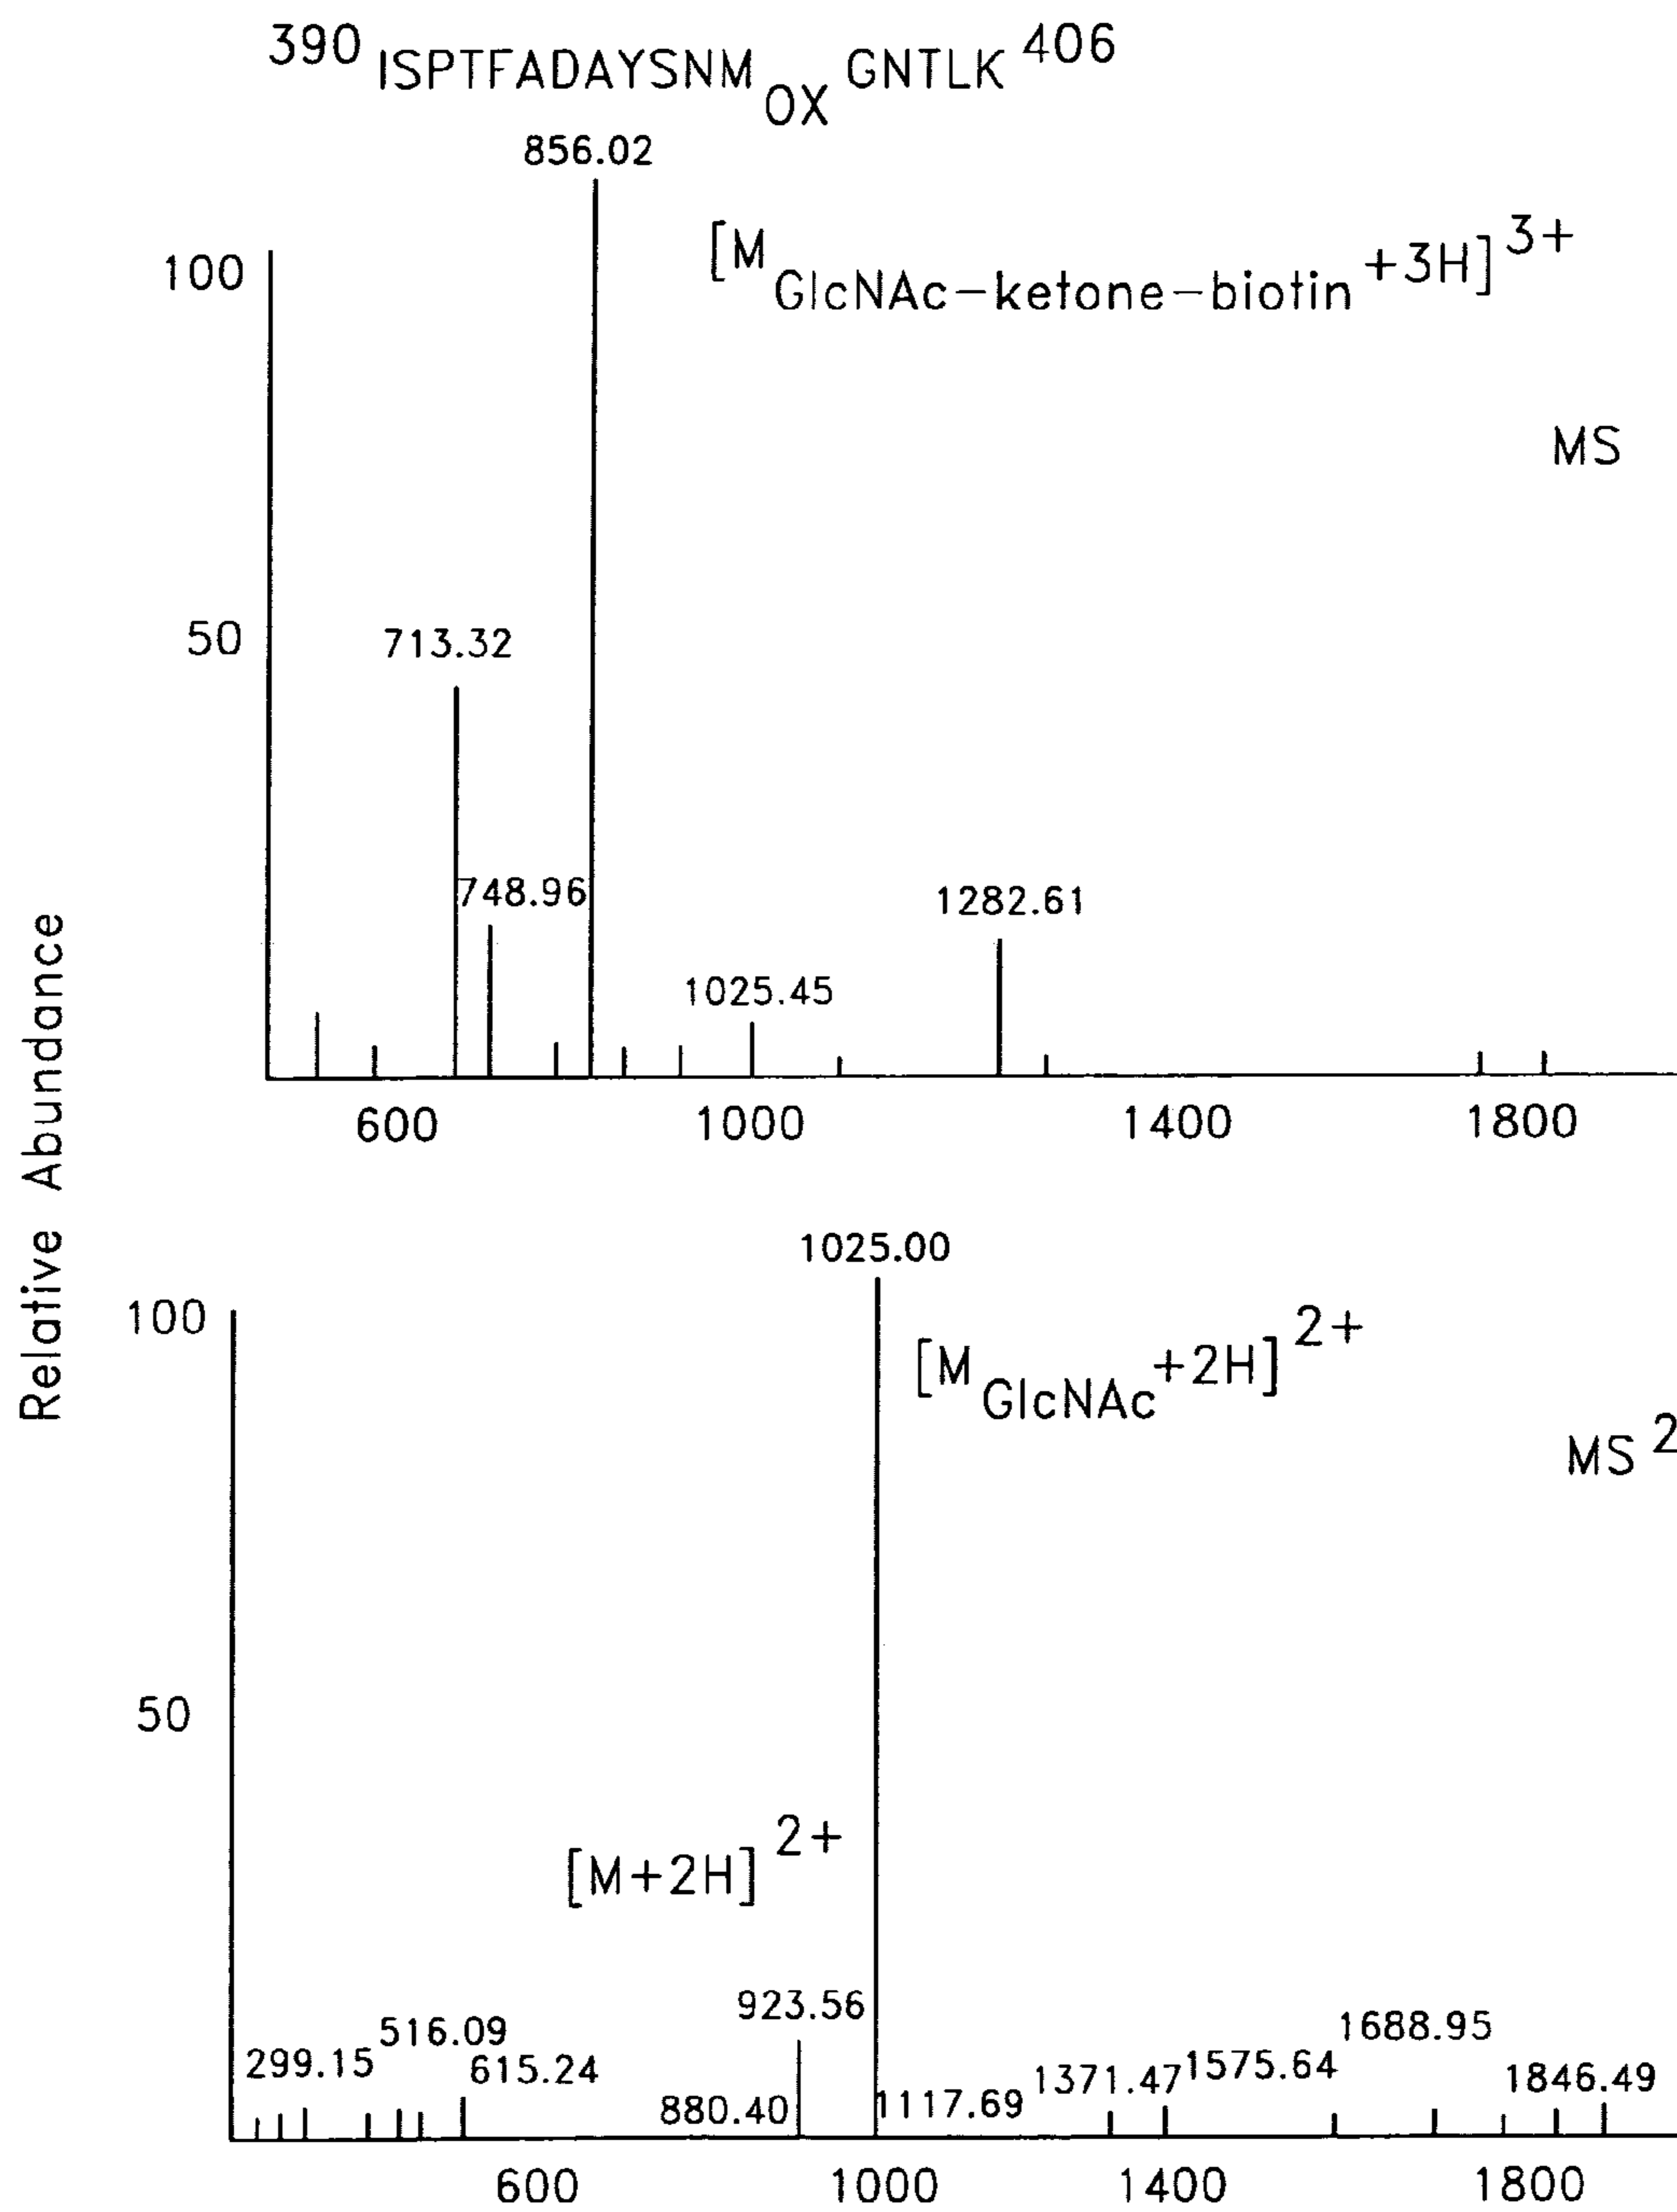 390 ISPTFADAYSNM OX GNTLK 406
856.02
[M GlcNAc-ketone-biotin +3H] 3+
100
MS
50
713.32
748.96
1282.61
1025.45
600 1000 1400 1800
Relative Abundance
1025.00
100
[M GlcNAc +2H] 2+
MS 2
50
[M+2H] 2+
923.56
516.09
299.15
615.24
880.40
1117.69
1371.47
1575.64
1688.95
1846.49
600 1000 1400 1800